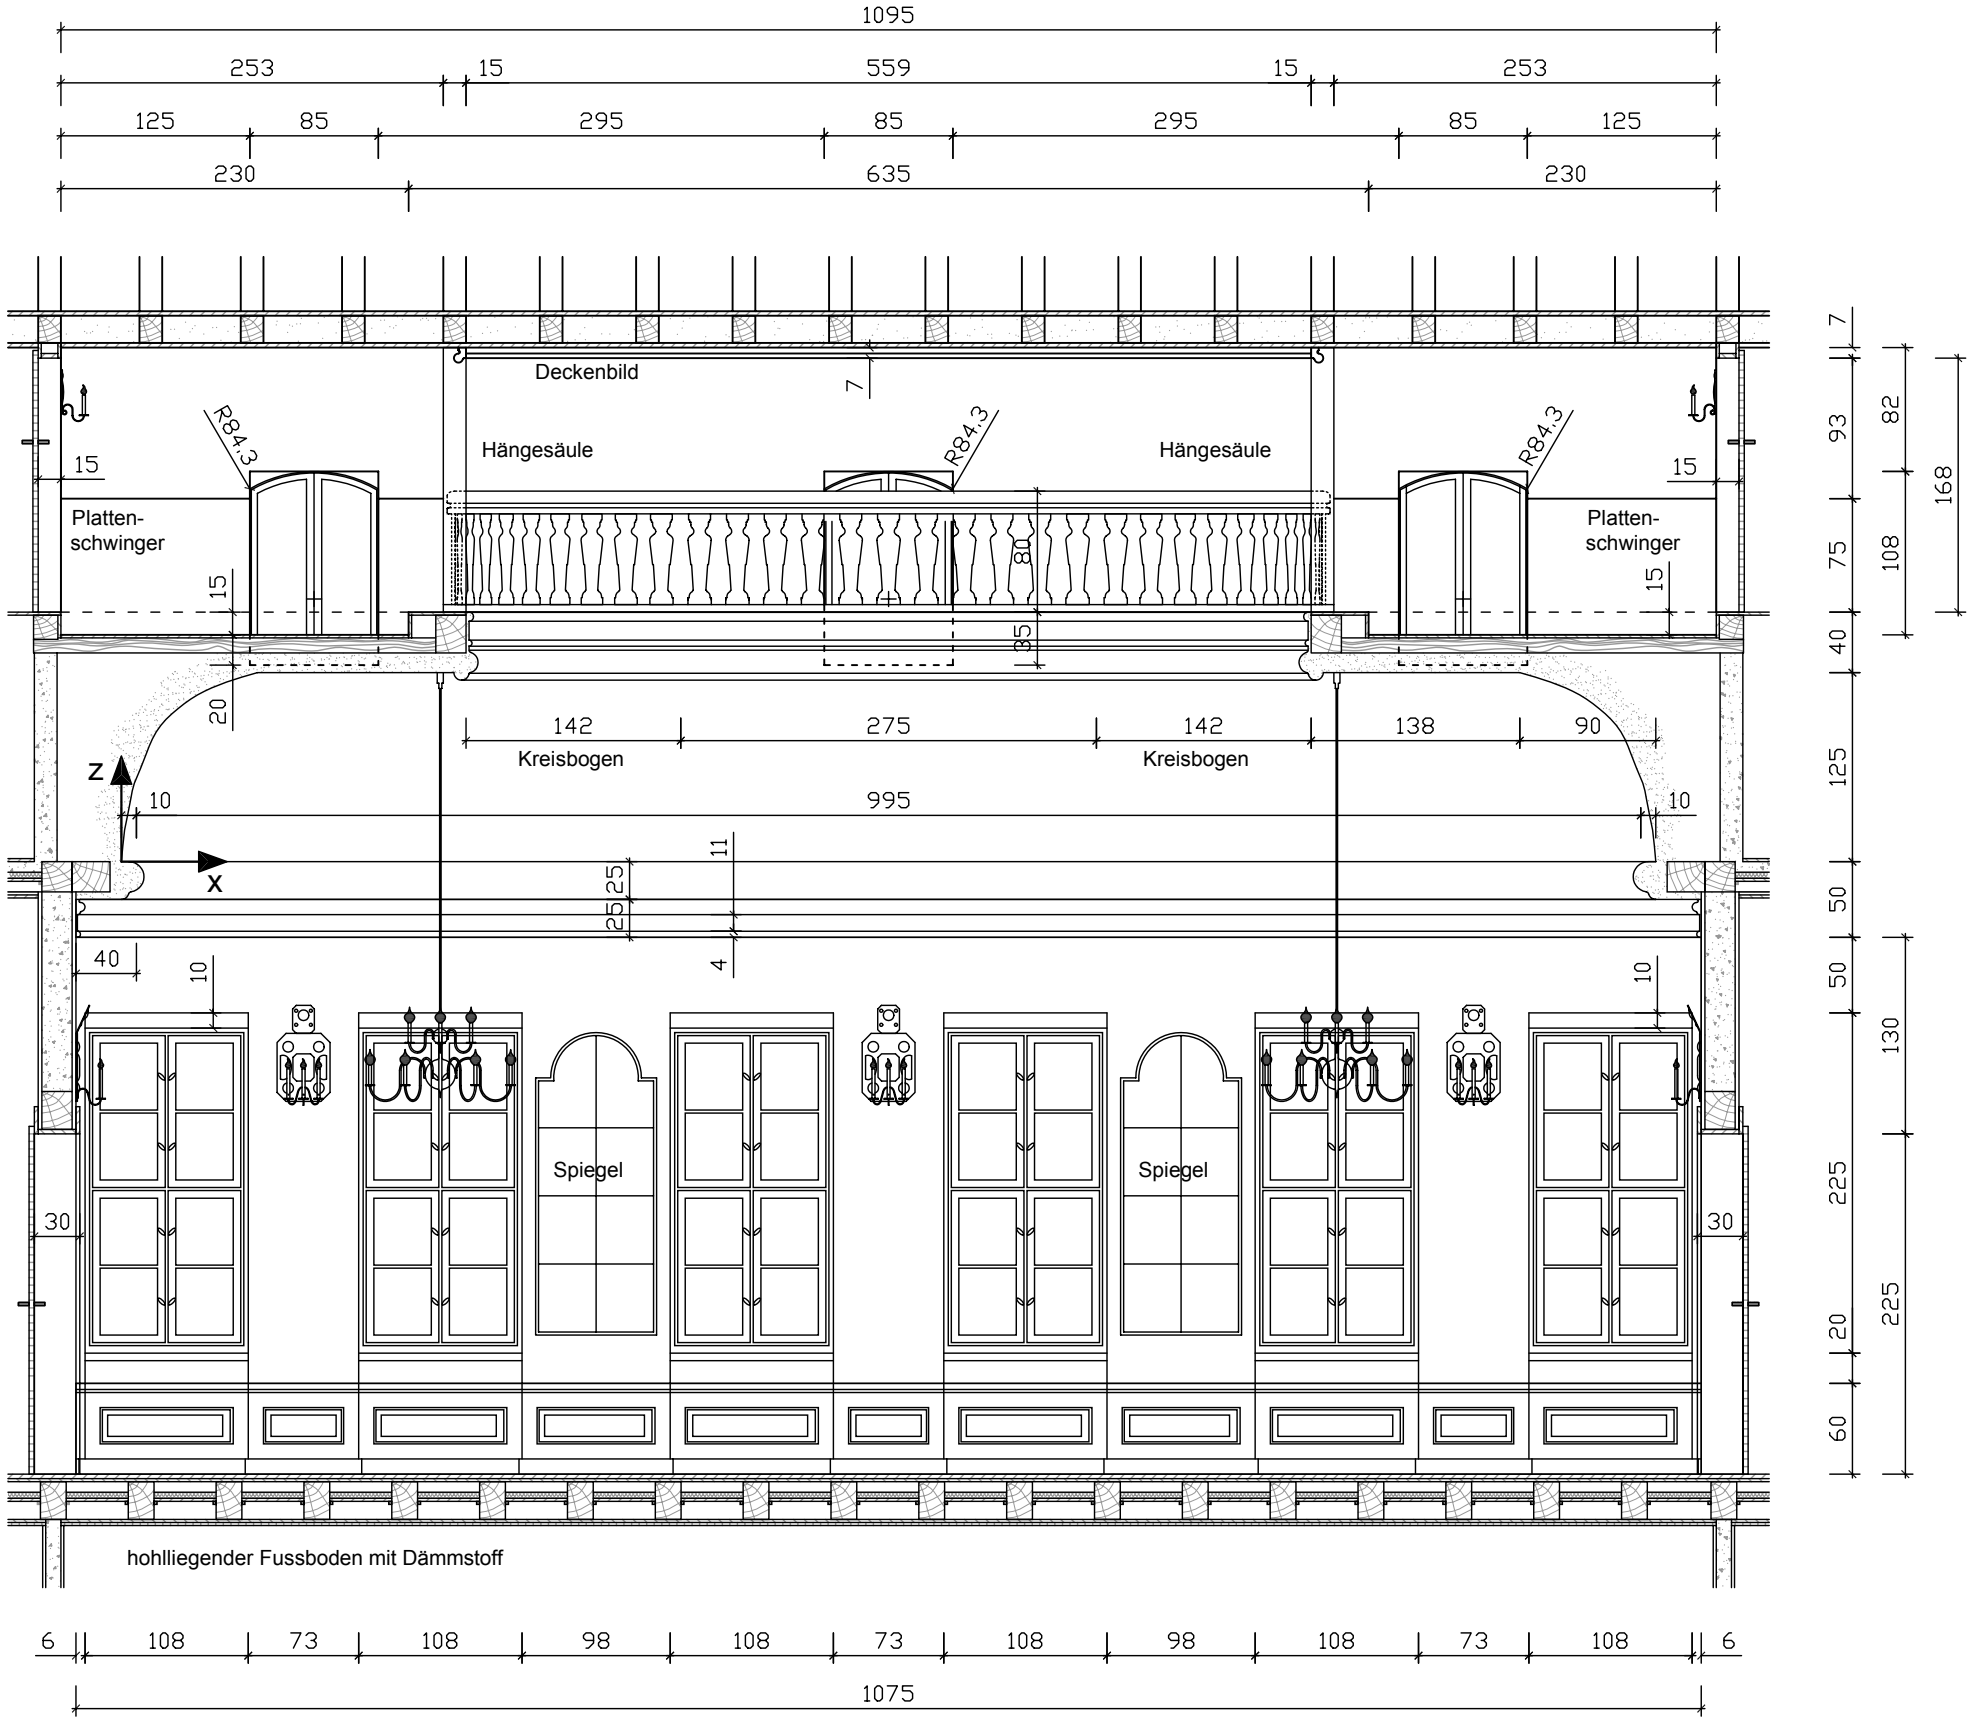 1095
253 15 559 15 253
125 85 295 85 295 85 125
230 635 230
7
Deckenbild
7
93
82
168
R84.3
R84.3
R84.3
Hängesäule
Hängesäule
15
15
Platten-
schwinger
Platten-
schwinger
80
75
108
15
15
35
40
20
142 275 142 138 90
Kreisbogen
Kreisbogen
125
Z
10 995 10
X
11
25
25
4
50
40
10
10
50
130
Spiegel
Spiegel
225
30
30
225
20
60
hohlliegender Fussboden mit Dämmstoff
6 108 73 108 98 108 73 108 98 108 73 108 6
1075